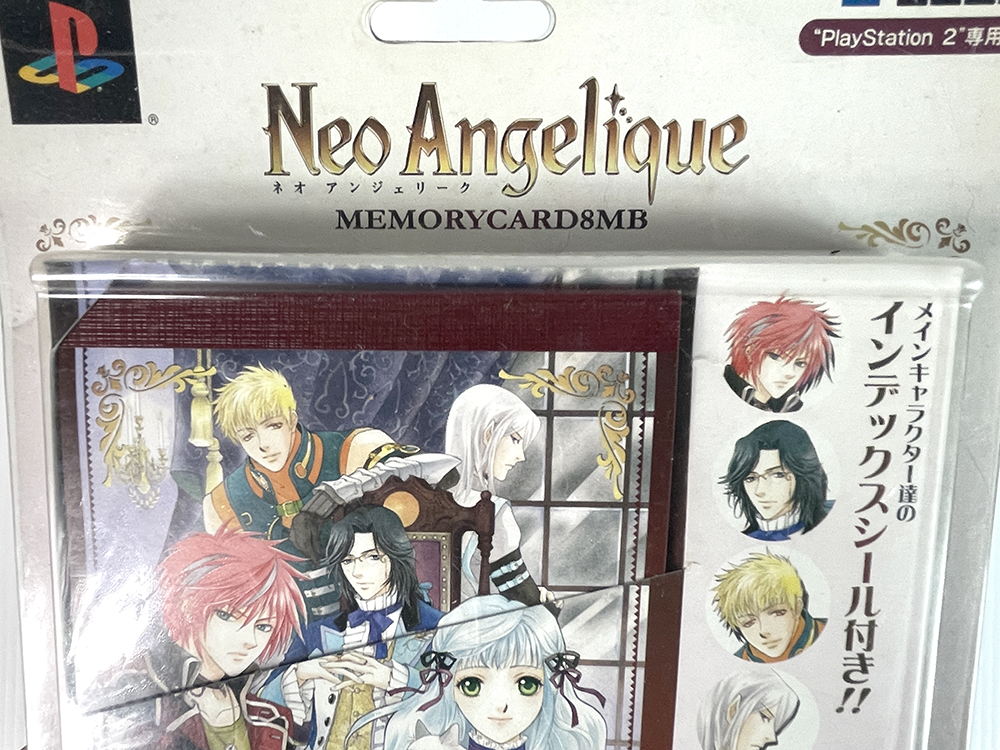 "PlayStation 2"専用
®
Neo Angelique
ネオ アンジェリーク
MEMORYCARD8MB
メインキャラクター達の
インデックスシール付き!!